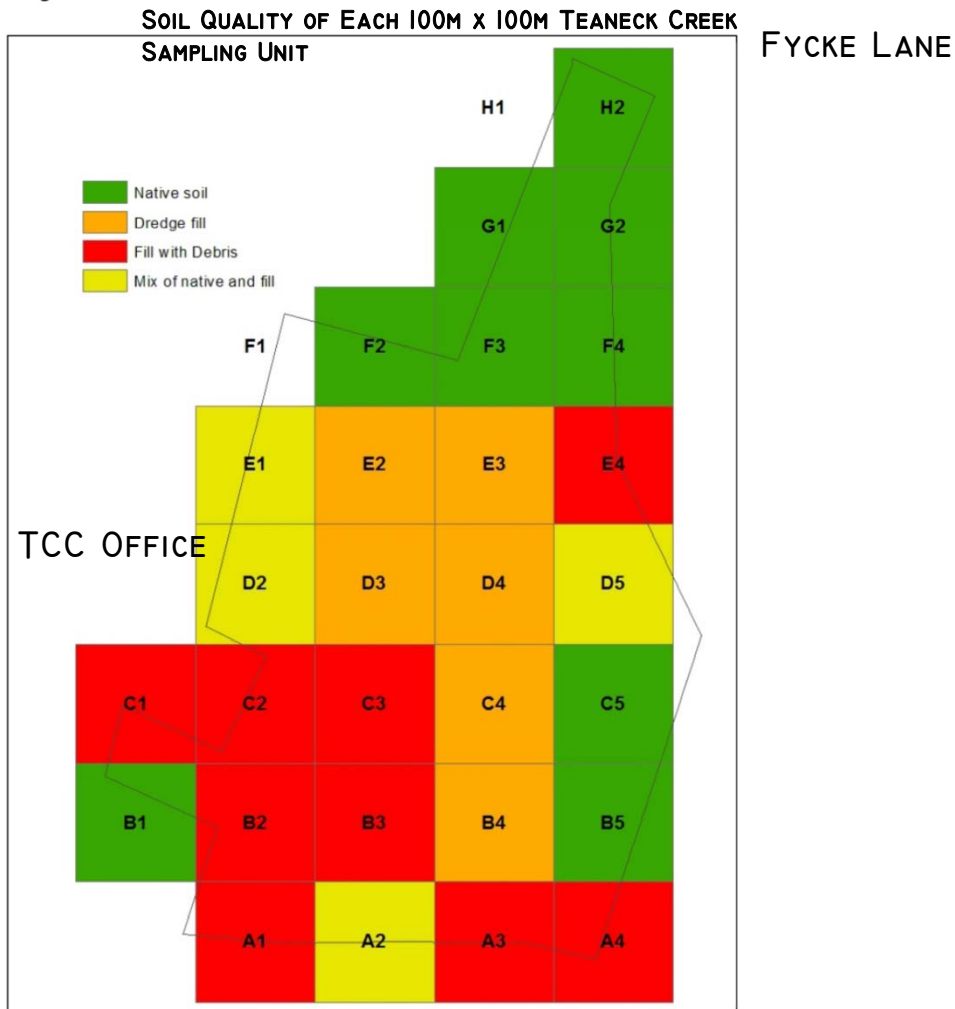 Soil Quality of Each 100m x 100m Teaneck Creek
Sampling Unit
Fycke Lane
H1 H2
Native soil
Dredge fill
Fill with Debris
Mix of native and fill
G1 G2
F1 F2 F3 F4
E1 E2 E3 E4
TCC Office
D2 D3 D4 D5
C1 C2 C3 C4 C5
B1 B2 B3 B4 B5
A1 A2 A3 A4